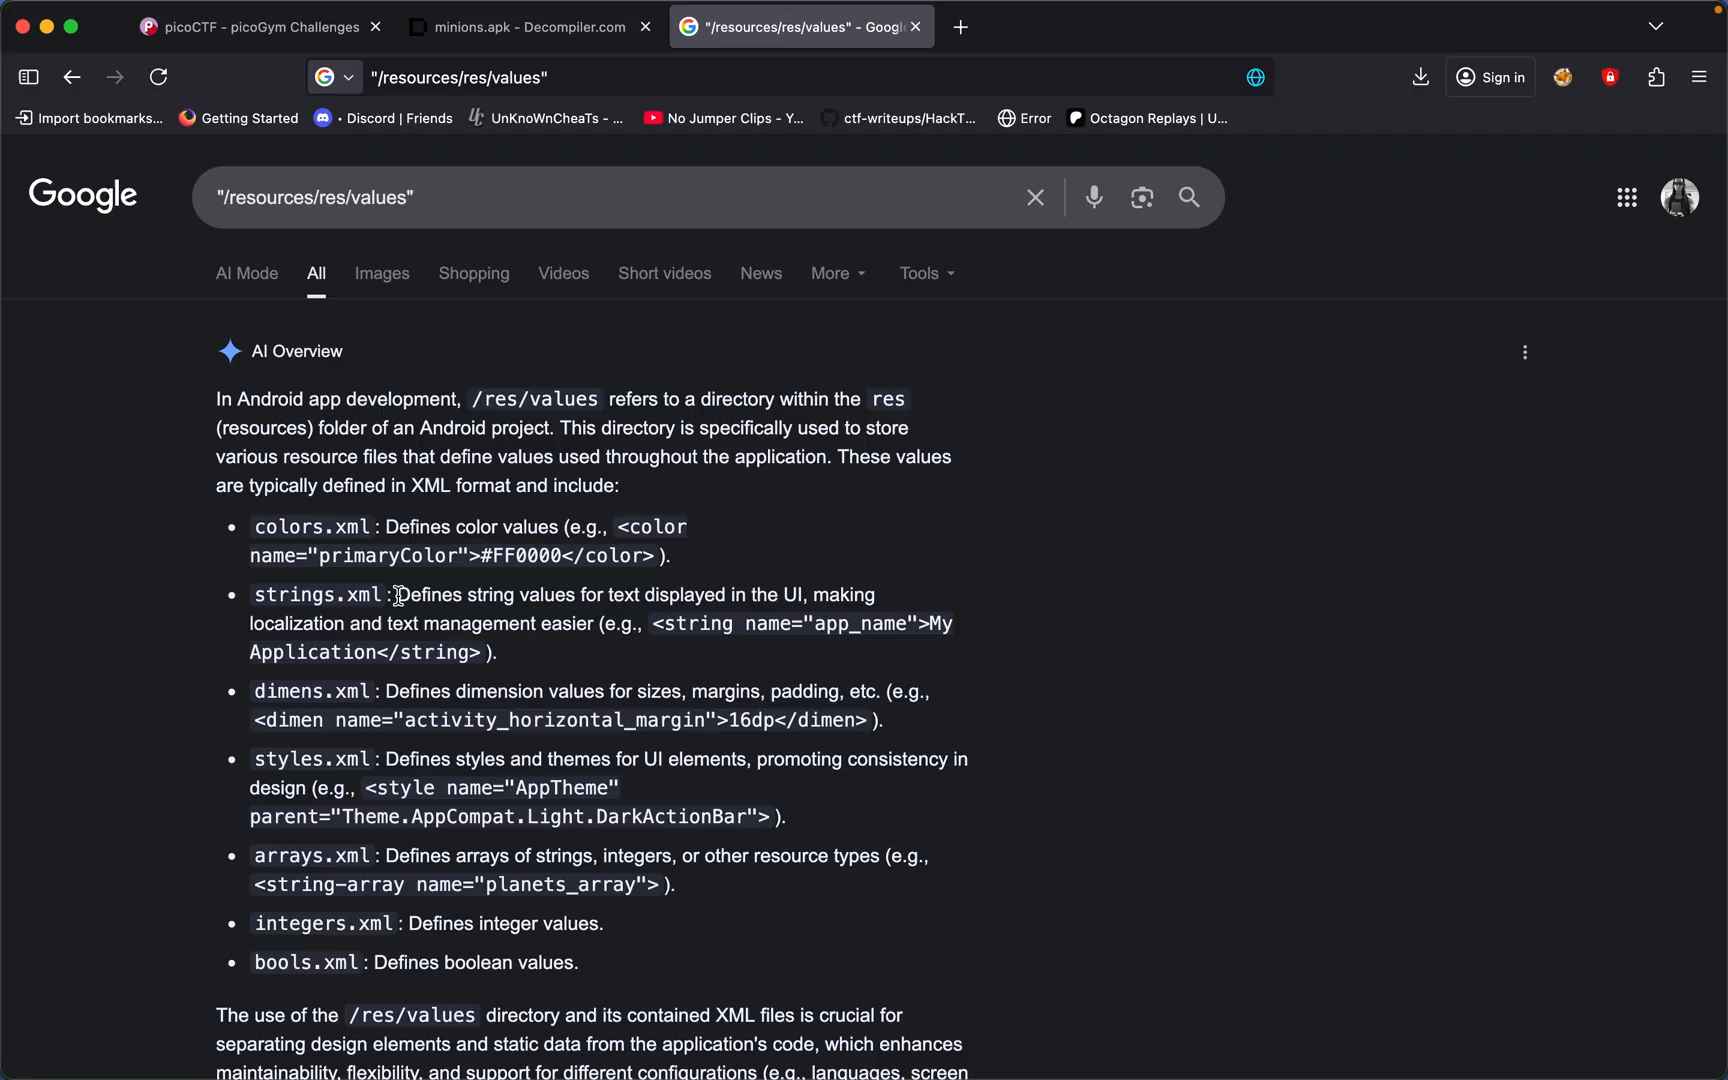 picoCTF - picoGym Challenges
minions.apk - Decompiler.com
"/resources/res/values" - Googl
"/resources/res/values"
Sign in
Import bookmarks...
Getting Started
• Discord | Friends
UnKnoWnCheaTs - ...
No Jumper Clips - Y...
ctf-writeups/HackT...
Error
Octagon Replays | U...
Google
"/resources/res/values"
AI Mode
All
Images
Shopping
Videos
Short videos
News
More
Tools
AI Overview
In Android app development, /res/values refers to a directory within the res
(resources) folder of an Android project. This directory is specifically used to store
various resource files that define values used throughout the application. These values
are typically defined in XML format and include:
• colors.xml: Defines color values (e.g., <color
name="primaryColor">#FF0000</color>).
• strings.xml: Defines string values for text displayed in the UI, making
localization and text management easier (e.g., <string name="app_name">My
Application</string>).
• dimens.xml: Defines dimension values for sizes, margins, padding, etc. (e.g.,
<dimen name="activity_horizontal_margin">16dp</dimen>).
• styles.xml: Defines styles and themes for UI elements, promoting consistency in
design (e.g., <style name="AppTheme"
parent="Theme.AppCompat.Light.DarkActionBar">).
• arrays.xml: Defines arrays of strings, integers, or other resource types (e.g.,
<string-array name="planets_array">).
• integers.xml: Defines integer values.
• bools.xml: Defines boolean values.
The use of the /res/values directory and its contained XML files is crucial for
separating design elements and static data from the application's code, which enhances
maintainability, flexibility, and support for different configurations (e.g., languages, screen